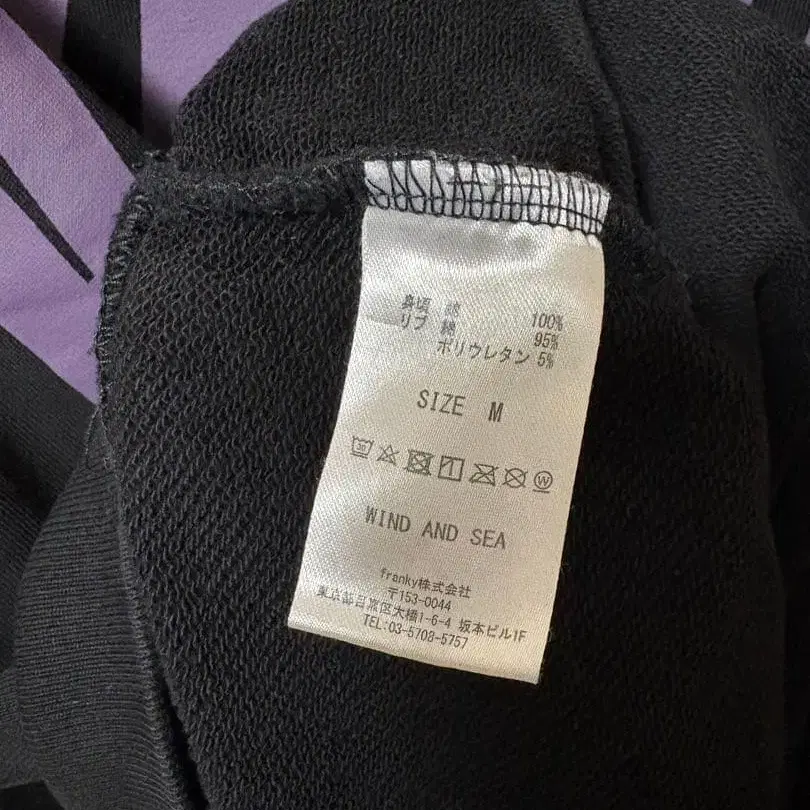 身頃 綿 100%
リブ 綿 95%
ポリウレタン 5%
SIZE M
30
W
WIND AND SEA
franky株式会社
〒153-0044
東京都目黒区大橋1-6-4 坂本ビル1F
TEL:03-5708-5757